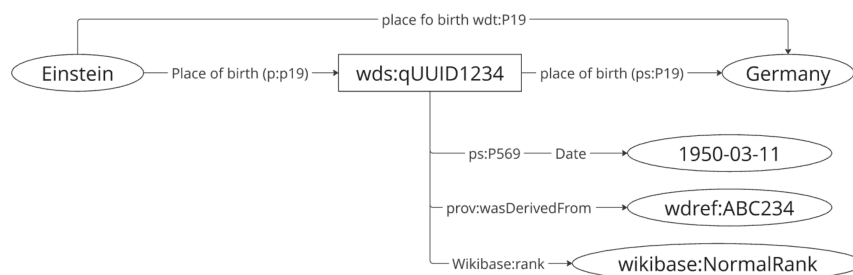 place fo birth wdt:P19
Einstein
Place of birth (p:p19)
wds:qUUID1234
place of birth (ps:P19)
Germany
ps:P569
Date
1950-03-11
prov:wasDerivedFrom
wdref:ABC234
Wikibase:rank
wikibase:NormalRank